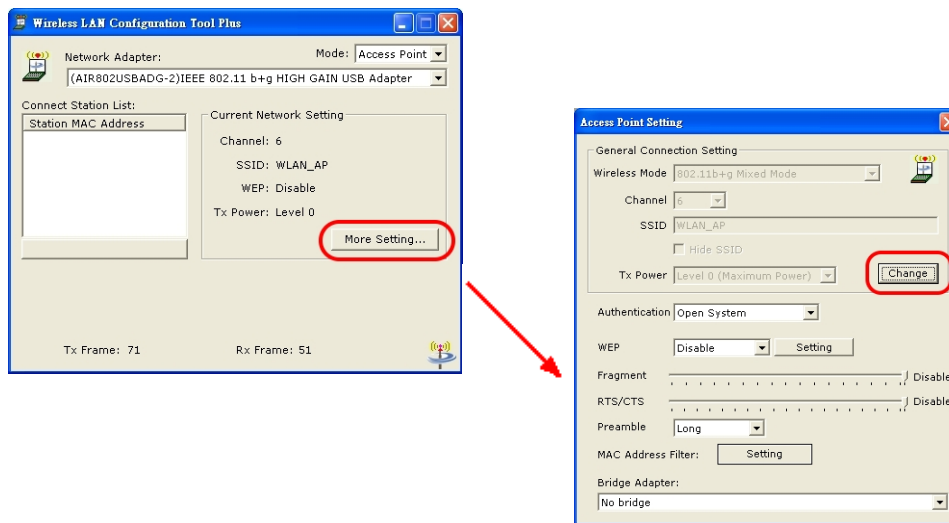 Wireless LAN Configuration Tool Plus
Network Adapter:
Mode: Access Point
(AIR802USBADG-2)IEEE 802.11 b+g HIGH GAIN USB Adapter
Connect Station List:
Station MAC Address
Current Network Setting
Channel: 6
SSID: WLAN_AP
WEP: Disable
Tx Power: Level 0
More Setting...
Tx Frame: 71
Rx Frame: 51
Access Point Setting
General Connection Setting
Wireless Mode 802.11b+g Mixed Mode
Channel 6
SSID WLAN_AP
Hide SSID
Tx Power Level 0 (Maximum Power)
Change
Authentication Open System
WEP Disable Setting
Fragment Disable
RTS/CTS Disable
Preamble Long
MAC Address Filter: Setting
Bridge Adapter:
No bridge